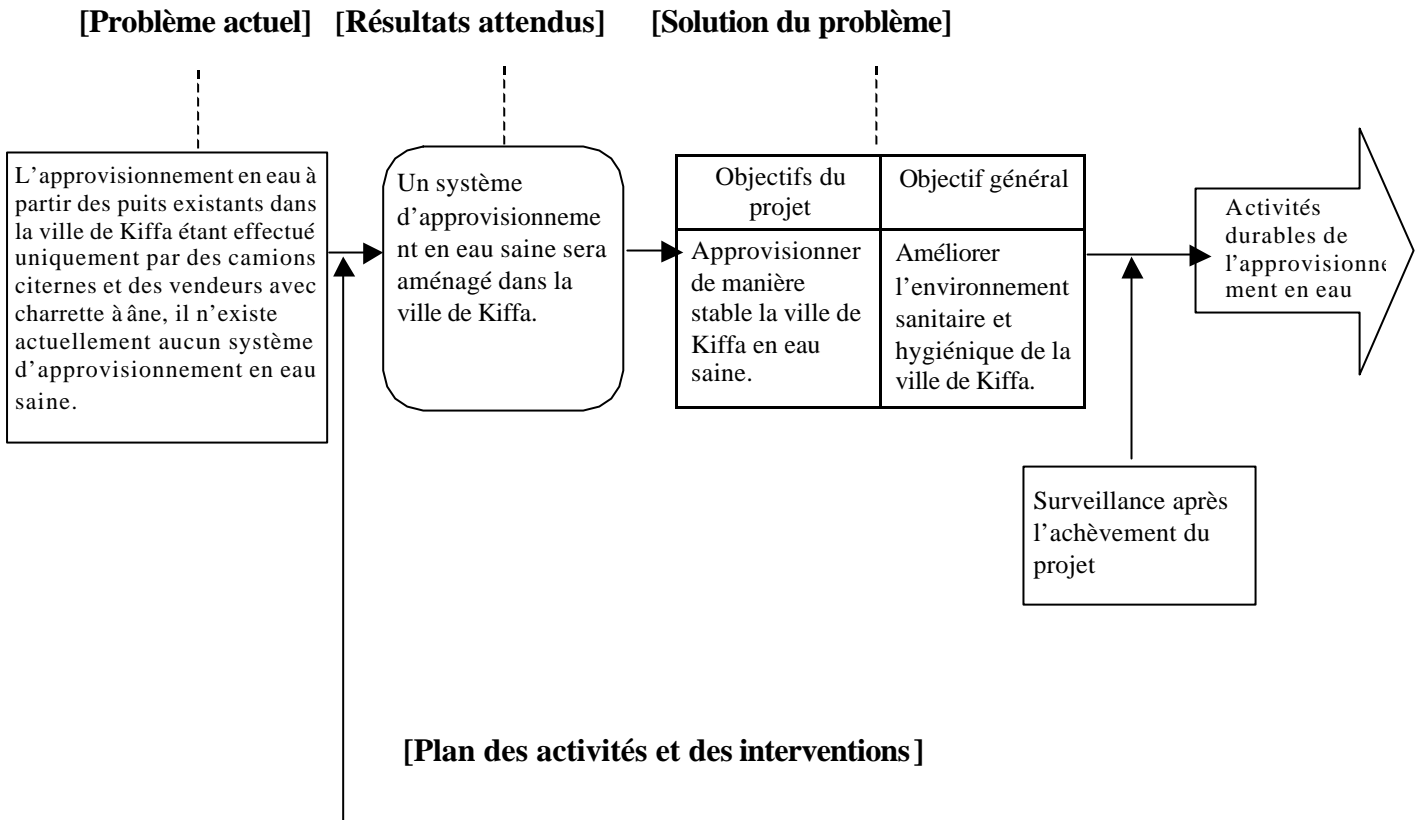 [Problème actuel] [Résultats attendus] [Solution du problème]
L'approvisionnement en eau à
partir des puits existants dans
la ville de Kiffa étant effectué
uniquement par des camions
citernes et des vendeurs avec
charrette à âne, il n'existe
actuellement aucun système
d'approvisionnement en eau
saine.
Un système
d'approvisionneme
nt en eau saine sera
aménagé dans la
ville de Kiffa.
Objectifs du
projet
Objectif général
Approvisionner
de manière
stable la ville de
Kiffa en eau
saine.
Améliorer
l'environnement
sanitaire et
hygiénique de la
ville de Kiffa.
Activités
durables de
l'approvisionne
ment en eau
Surveillance après
l'achèvement du
projet
[Plan des activités et des interventions]